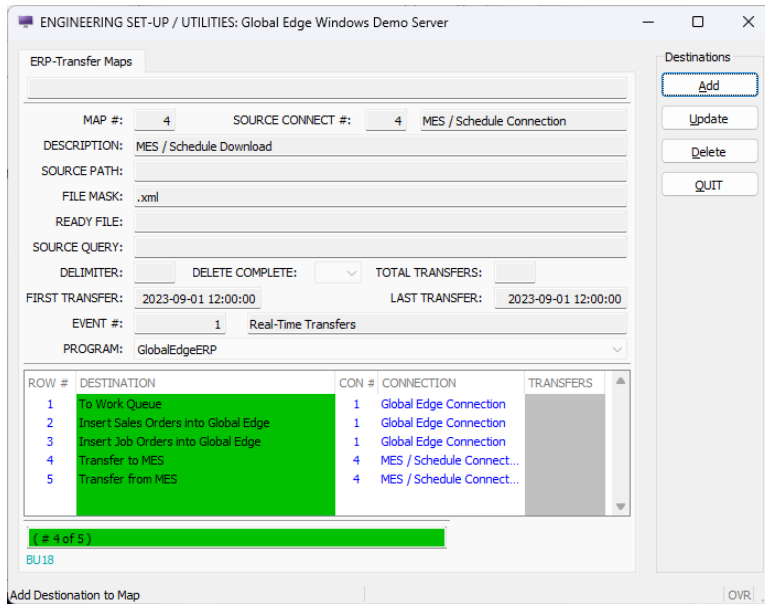 ENGINEERING SET-UP / UTILITIES: Global Edge Windows Demo Server
ERP-Transfer Maps
Destinations
Add
Update
Delete
QUIT
MAP #: 4 SOURCE CONNECT #: 4 MES / Schedule Connection
DESCRIPTION: MES / Schedule Download
SOURCE PATH:
FILE MASK: .xml
READY FILE:
SOURCE QUERY:
DELIMITER: DELETE COMPLETE: TOTAL TRANSFERS:
FIRST TRANSFER: 2023-09-01 12:00:00 LAST TRANSFER: 2023-09-01 12:00:00
EVENT #: 1 Real-Time Transfers
PROGRAM: GlobalEdgeERP
ROW # DESTINATION CON # CONNECTION TRANSFERS
1 To Work Queue 1 Global Edge Connection
2 Insert Sales Orders into Global Edge 1 Global Edge Connection
3 Insert Job Orders into Global Edge 1 Global Edge Connection
4 Transfer to MES 4 MES / Schedule Connect...
5 Transfer from MES 4 MES / Schedule Connect...
( # 4 of 5 )
BU18
Add Destionation to Map OVR